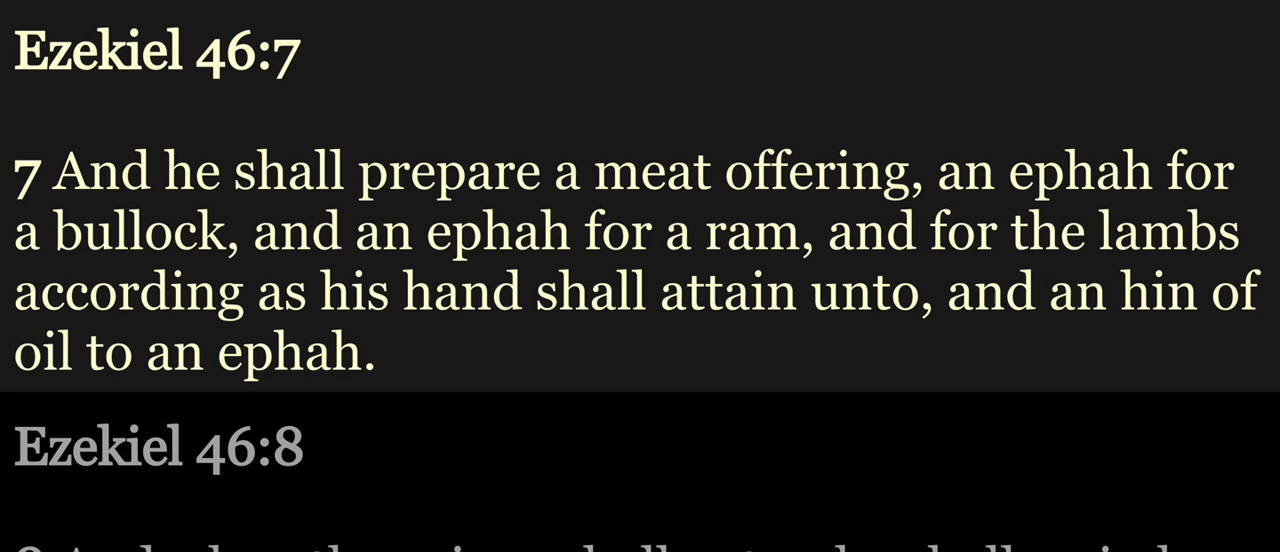 Ezekiel 46:7
7 And he shall prepare a meat offering, an ephah for
a bullock, and an ephah for a ram, and for the lambs
according as his hand shall attain unto, and an hin of
oil to an ephah.
Ezekiel 46:8